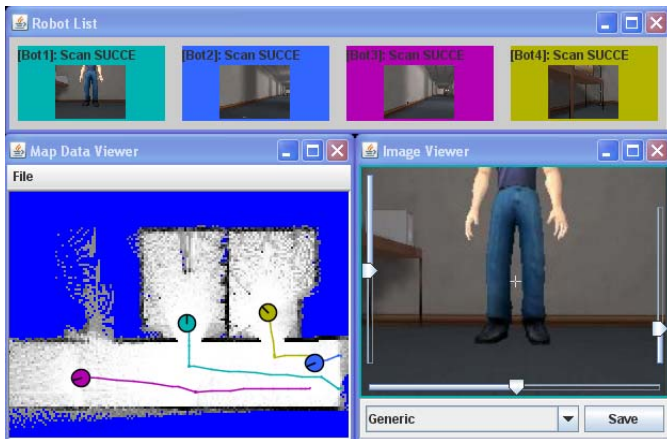 Robot List
[Bot1]: Scan SUCCE
[Bot2]: Scan SUCCE
[Bot3]: Scan SUCCE
[Bot4]: Scan SUCCE
Map Data Viewer
File
Image Viewer
Generic
Save